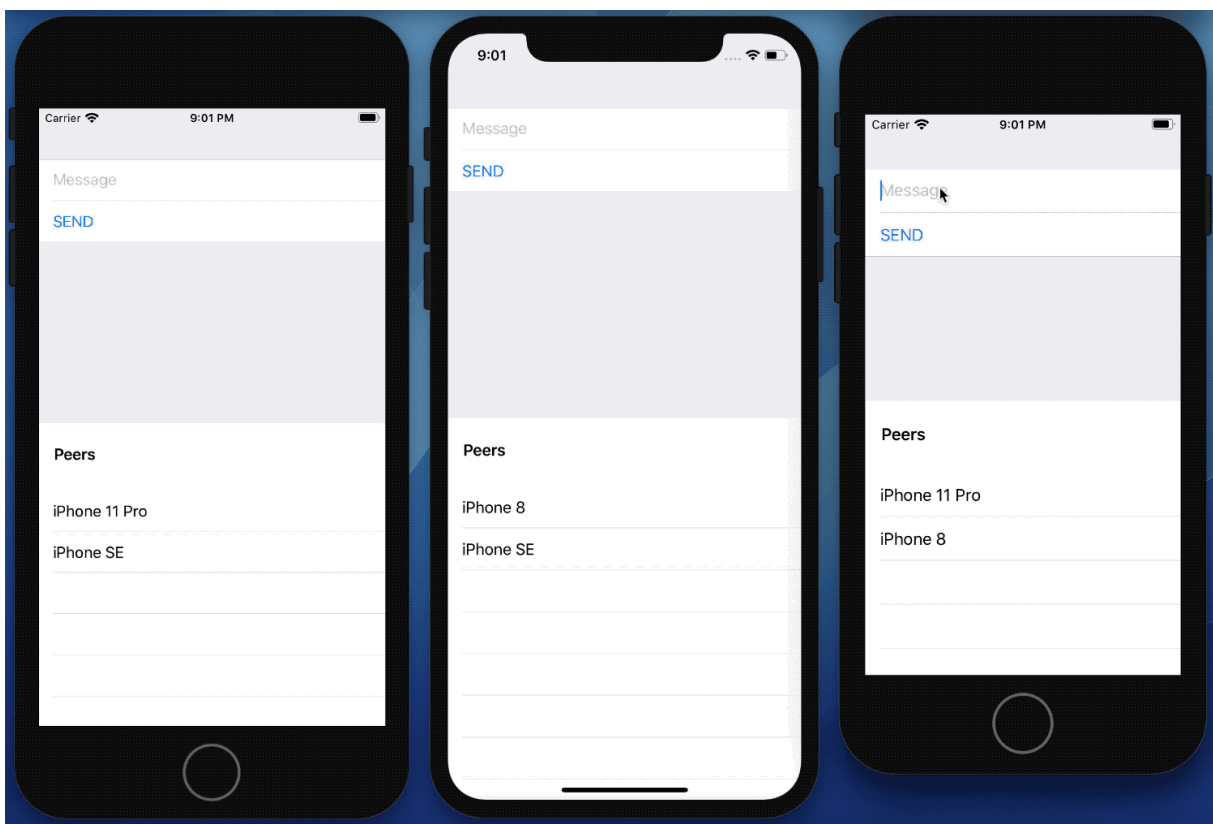 Carrier 9:01 PM
Message
SEND
Peers
iPhone 11 Pro
iPhone SE
9:01
Message
SEND
Peers
iPhone 8
iPhone SE
Carrier 9:01 PM
Message
SEND
Peers
iPhone 11 Pro
iPhone 8